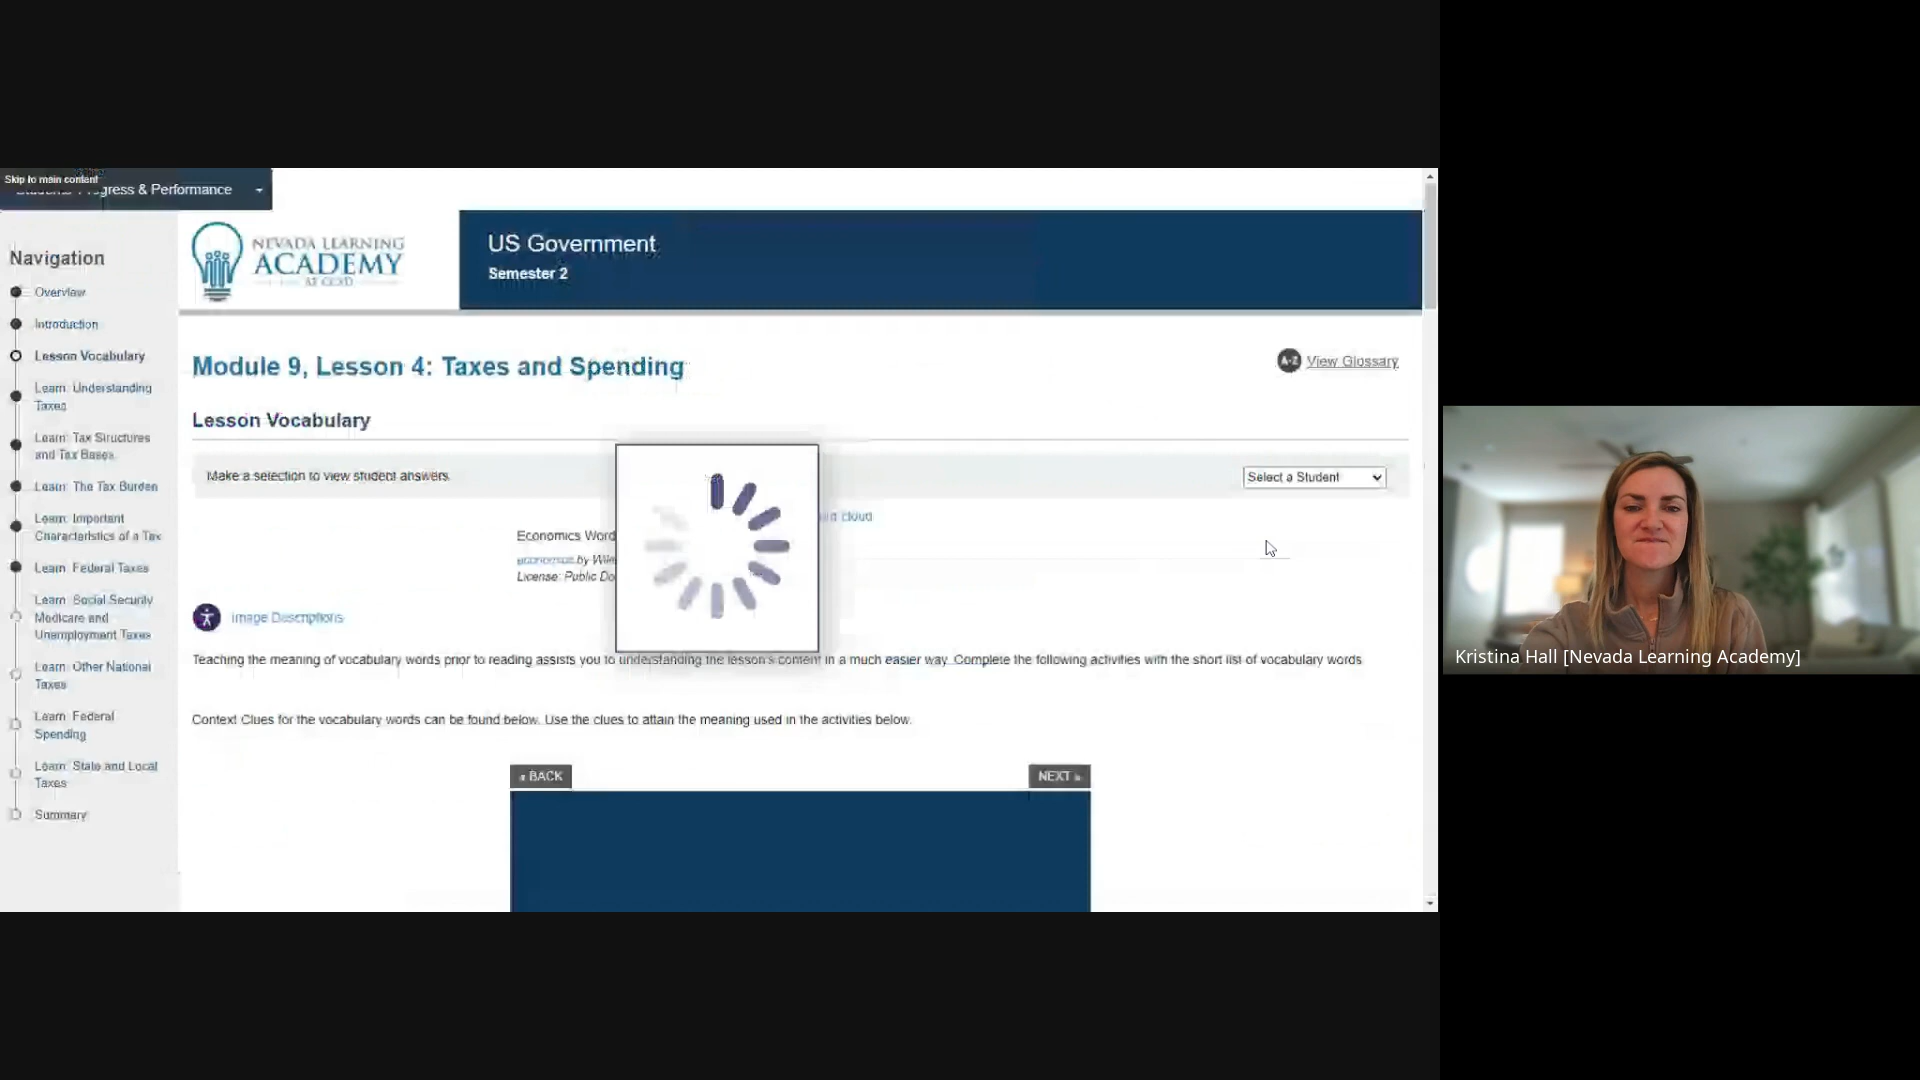 Skip to main content
Progress & Performance
Navigation
Overview
Introduction
Lesson Vocabulary
Learn: Understanding
Taxes
Learn: Tax Structures
and Tax Bases
Learn: The Tax Burden
Learn: Important
Characteristics of a Tax
Learn: Federal Taxes
Learn: Social Security
Medicare and
Unemployment Taxes
Learn: Other National
Taxes
Learn: Federal
Spending
Learn: State and Local
Taxes
Summary
NEVADA LEARNING
ACADEMY
AT CCSD
US Government
Semester 2
Module 9, Lesson 4: Taxes and Spending
A-Z View Glossary
Lesson Vocabulary
Make a selection to view student answers.
Select a Student
cloud
Economics Word
economics by
License: Public Do
Image Descriptions
Teaching the meaning of vocabulary words prior to reading assists you to understanding the lesson's content in a much easier way. Complete the following activities with the short list of vocabulary words
Context Clues for the vocabulary words can be found below. Use the clues to attain the meaning used in the activities below.
« BACK
NEXT »
Kristina Hall [Nevada Learning Academy]